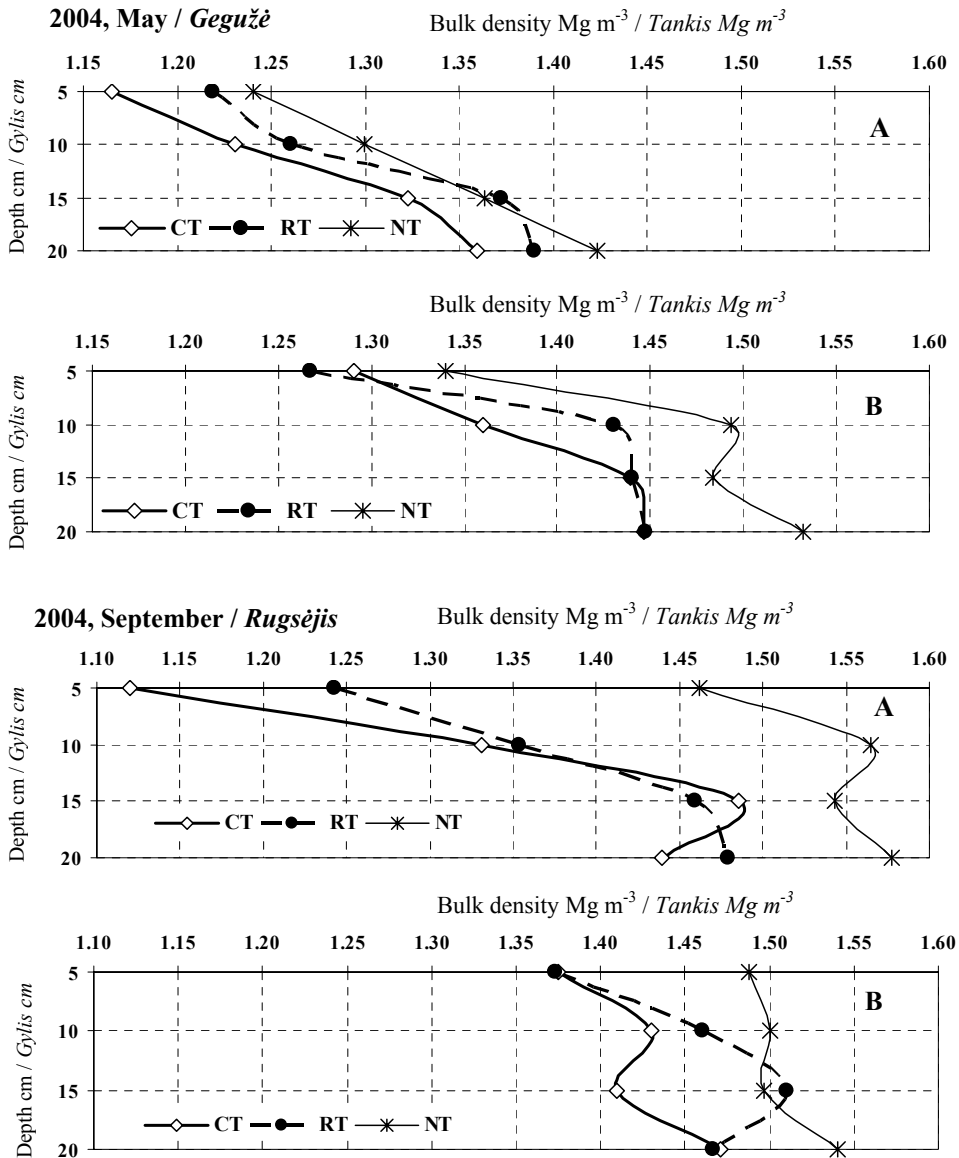 2004, May / Gegužė
Bulk density Mg m-3 / Tankis Mg m-3
1.15 1.20 1.25 1.30 1.35 1.40 1.45 1.50 1.55 1.60
Depth cm / Gylis cm
5
10
15
20
A
CT RT NT
Bulk density Mg m-3 / Tankis Mg m-3
1.15 1.20 1.25 1.30 1.35 1.40 1.45 1.50 1.55 1.60
Depth cm / Gylis cm
5
10
15
20
B
CT RT NT
2004, September / Rugsėjis
Bulk density Mg m-3 / Tankis Mg m-3
1.10 1.15 1.20 1.25 1.30 1.35 1.40 1.45 1.50 1.55 1.60
Depth cm / Gylis cm
5
10
15
20
A
CT RT NT
Bulk density Mg m-3 / Tankis Mg m-3
1.10 1.15 1.20 1.25 1.30 1.35 1.40 1.45 1.50 1.55 1.60
Depth cm / Gylis cm
5
10
15
20
B
CT RT NT